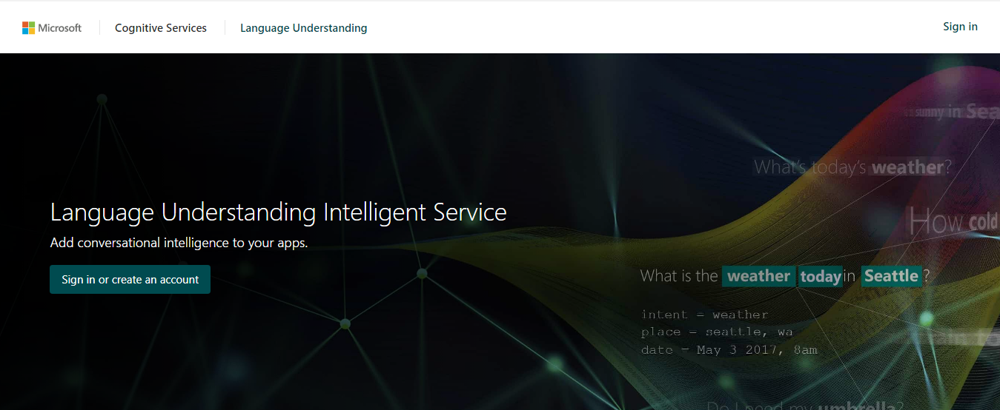 Microsoft
Cognitive Services
Language Understanding
Sign in
sunny in Sea
What's today's weather?
Language Understanding Intelligent Service
How cold
Add conversational intelligence to your apps.
Sign in or create an account
What is the weather today in Seattle?
intent = weather
place = seattle, wa
date = May 3 2017, 8am
Do I need my umbrella?